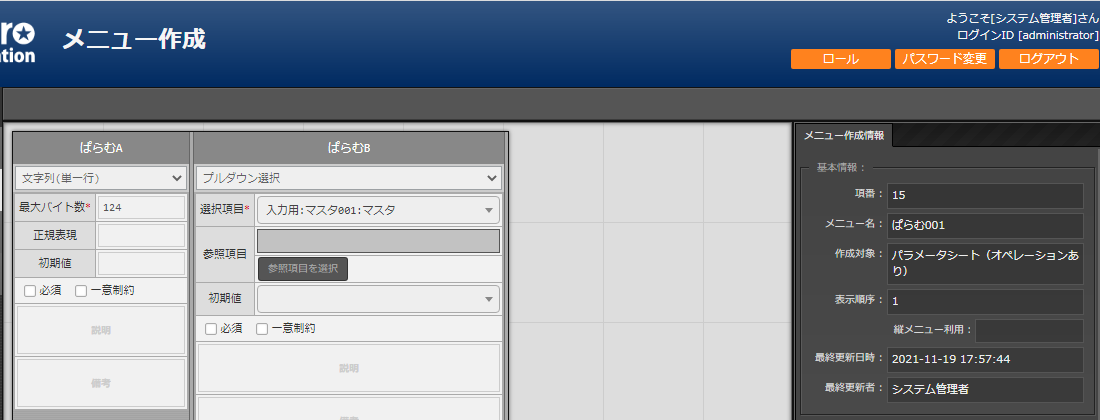 ro
ation
メニュー作成
ようこそ[システム管理者]さん
ログインID [administrator]
ロール
パスワード変更
ログアウト
ぱらむA
文字列(単一行)
最大バイト数* 124
正規表現
初期値
必須 一意制約
説明
備考
ぱらむB
プルダウン選択
選択項目* 入力用:マスタ001:マスタ
参照項目
参照項目を選択
初期値
必須 一意制約
説明
メニュー作成情報
基本情報：
項番： 15
メニュー名： ぱらむ001
作成対象： パラメータシート（オペレーションあ
り）
表示順序： 1
縦メニュー利用：
最終更新日時： 2021-11-19 17:57:44
最終更新者： システム管理者